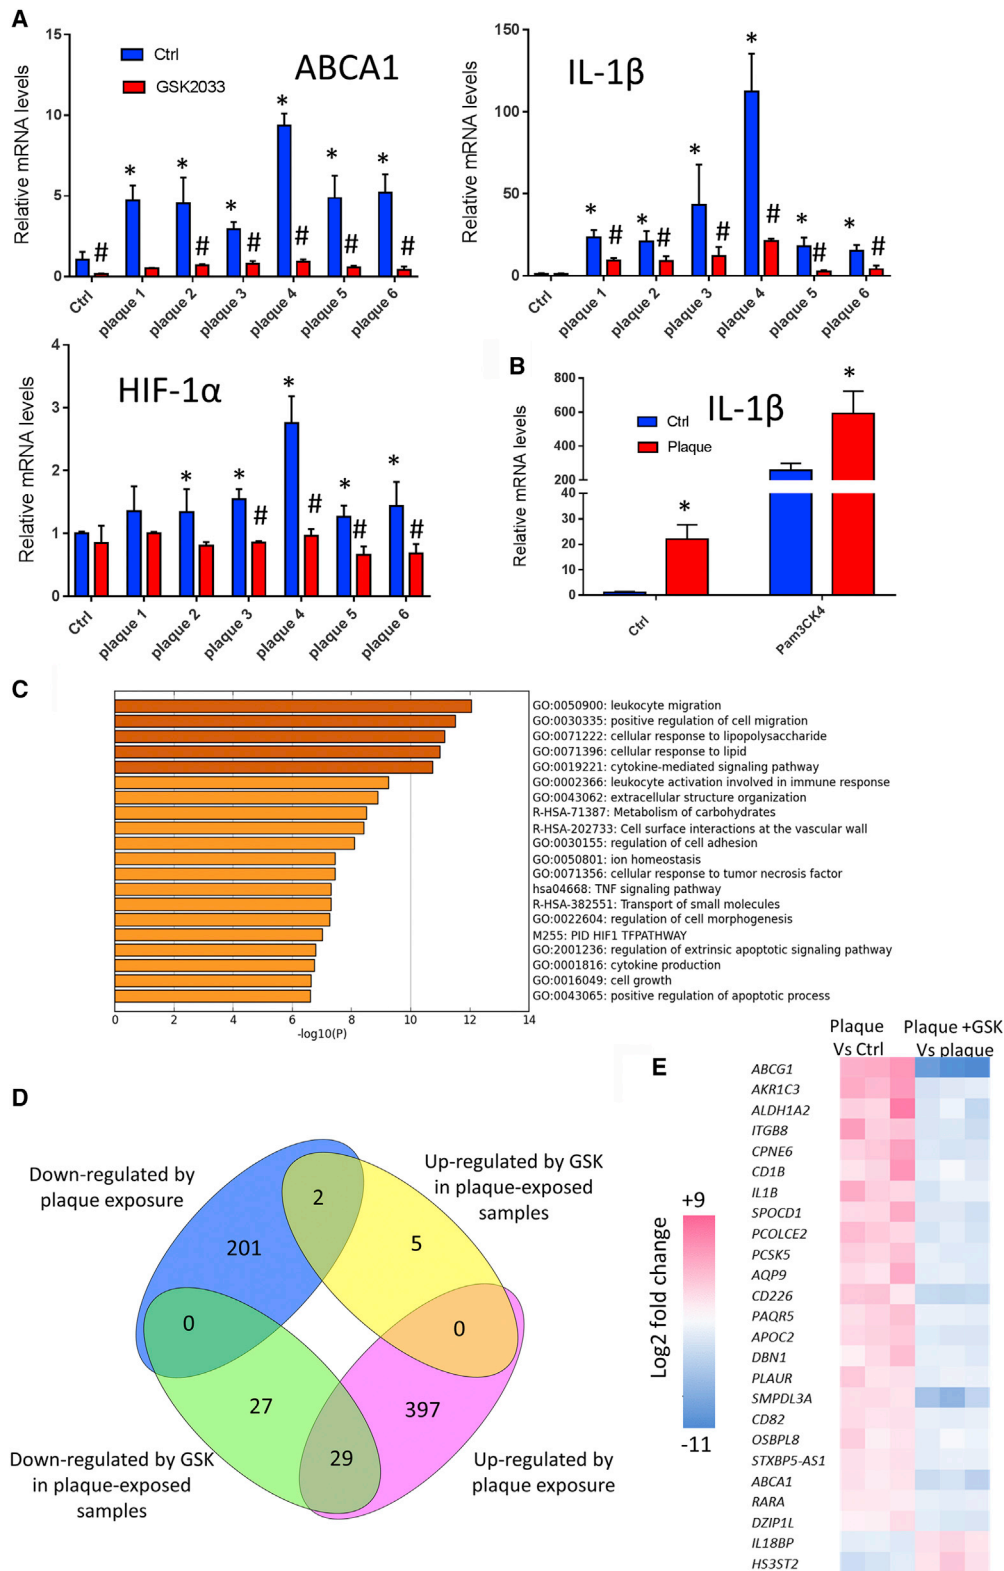 A
Relative mRNA levels
15
10
5
0
Ctrl
GSK2033
ABCA1
*
*
*
*
*
*
#
#
#
#
#
#
Ctrl
plaque 1
plaque 2
plaque 3
plaque 4
plaque 5
plaque 6
Relative mRNA levels
150
100
50
0
IL-1β
*
*
*
*
*
*
#
#
#
#
#
#
Ctrl
plaque 1
plaque 2
plaque 3
plaque 4
plaque 5
plaque 6
Relative mRNA levels
4
3
2
1
0
HIF-1α
*
*
*
*
*
#
#
#
#
Ctrl
plaque 1
plaque 2
plaque 3
plaque 4
plaque 5
plaque 6
B
Relative mRNA levels
800
600
400
200
40
30
20
10
0
IL-1β
Ctrl
Plaque
*
*
Ctrl
Pam3CK4
C
GO:0050900: leukocyte migration
GO:0030335: positive regulation of cell migration
GO:0071222: cellular response to lipopolysaccharide
GO:0071396: cellular response to lipid
GO:0019221: cytokine-mediated signaling pathway
GO:0002366: leukocyte activation involved in immune response
GO:0043062: extracellular structure organization
R-HSA-71387: Metabolism of carbohydrates
R-HSA-202733: Cell surface interactions at the vascular wall
GO:0030155: regulation of cell adhesion
GO:0050801: ion homeostasis
GO:0071356: cellular response to tumor necrosis factor
hsa04668: TNF signaling pathway
R-HSA-382551: Transport of small molecules
GO:0022604: regulation of cell morphogenesis
M255: PID HIF1 TFPATHWAY
GO:2001236: regulation of extrinsic apoptotic signaling pathway
GO:0001816: cytokine production
GO:0016049: cell growth
GO:0043065: positive regulation of apoptotic process
0 2 4 6 8 10 12 14
-log10(P)
D
Down-regulated by
plaque exposure
Up-regulated by GSK
in plaque-exposed
samples
2
201
5
0
0
27
397
29
Down-regulated by GSK
in plaque-exposed
samples
Up-regulated by
plaque exposure
E
Plaque
Vs Ctrl
Plaque +GSK
Vs plaque
+9
Log2 fold change
-11
ABCG1
AKR1C3
ALDH1A2
ITGB8
CPNE6
CD1B
IL1B
SPOCD1
PCOLCE2
PCSK5
AQP9
CD226
PAQR5
APOC2
DBN1
PLAUR
SMPDL3A
CD82
OSBPL8
STXBP5-AS1
ABCA1
RARA
DZIP1L
IL18BP
HS3ST2